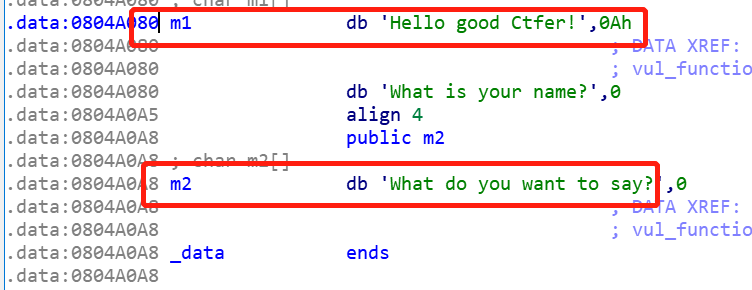 .data:0804A080 ; char m1[]
.data:0804A080 m1 db 'Hello good Ctfer!',0Ah
.data:0804A080 ; DATA XREF:
.data:0804A080 ; vul_functio
.data:0804A080 db 'What is your name?',0
.data:0804A0A5 align 4
.data:0804A0A8 public m2
.data:0804A0A8 ; char m2[]
.data:0804A0A8 m2 db 'What do you want to say?',0
.data:0804A0A8 ; DATA XREF:
.data:0804A0A8 ; vul_functio
.data:0804A0A8 _data ends
.data:0804A0A8